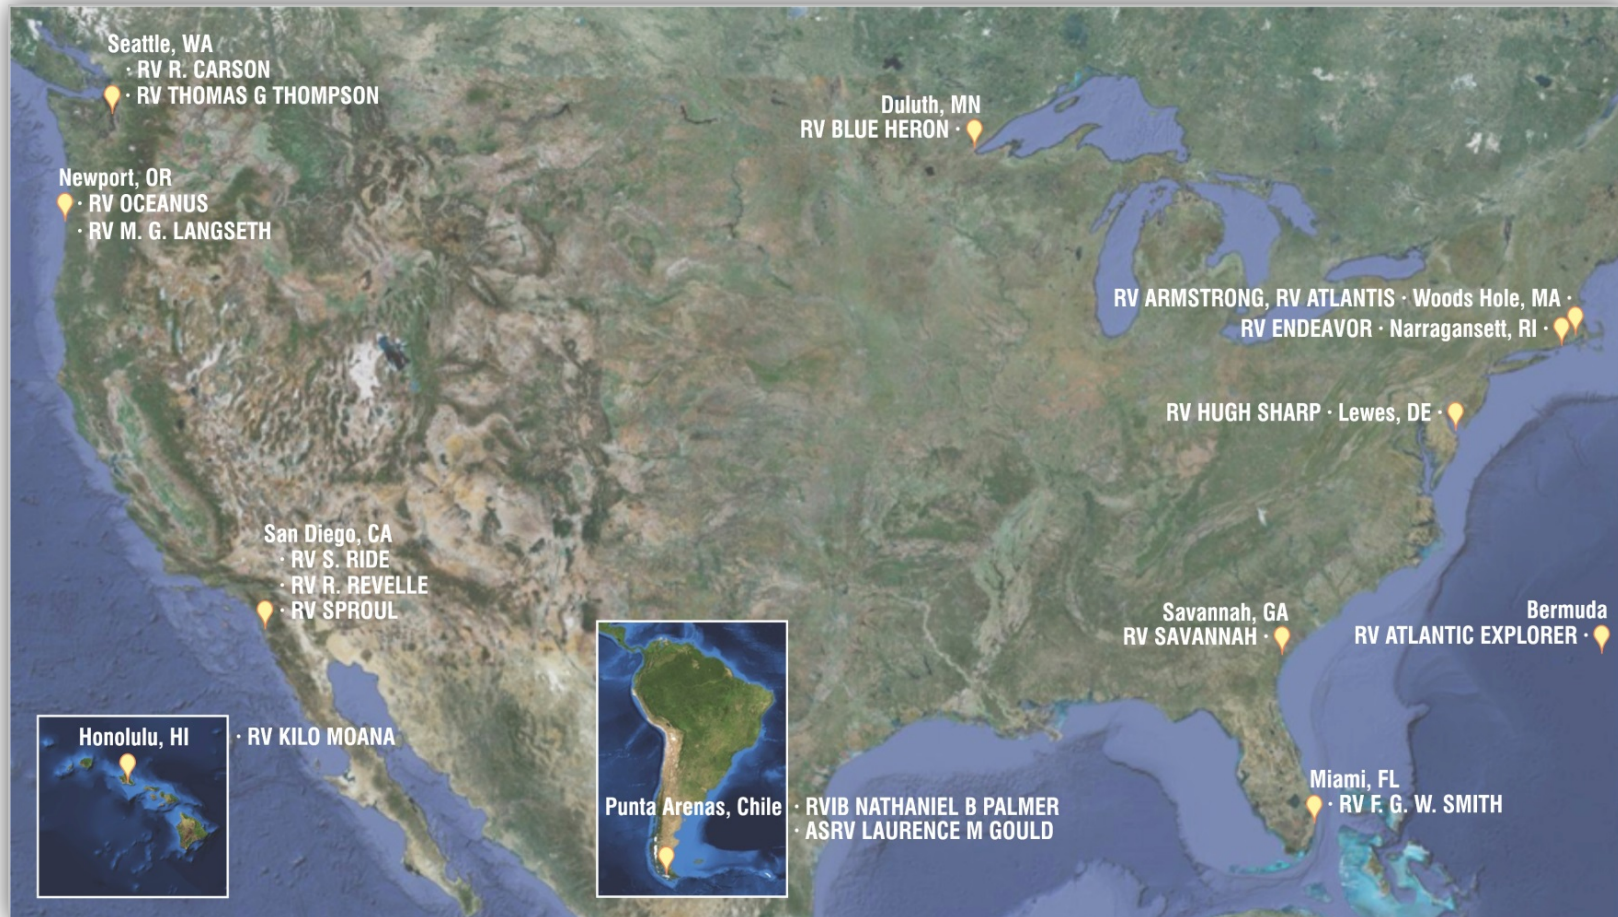 Seattle, WA
· RV R. CARSON
· RV THOMAS G THOMPSON
Duluth, MN
RV BLUE HERON ·
Newport, OR
· RV OCEANUS
· RV M. G. LANGSETH
RV ARMSTRONG, RV ATLANTIS · Woods Hole, MA ·
RV ENDEAVOR · Narragansett, RI ·
RV HUGH SHARP · Lewes, DE ·
San Diego, CA
· RV S. RIDE
· RV R. REVELLE
· RV SPROUL
Savannah, GA
RV SAVANNAH ·
Bermuda
RV ATLANTIC EXPLORER ·
Honolulu, HI · RV KILO MOANA
Miami, FL
· RV F. G. W. SMITH
Punta Arenas, Chile · RVIB NATHANIEL B PALMER
· ASRV LAURENCE M GOULD